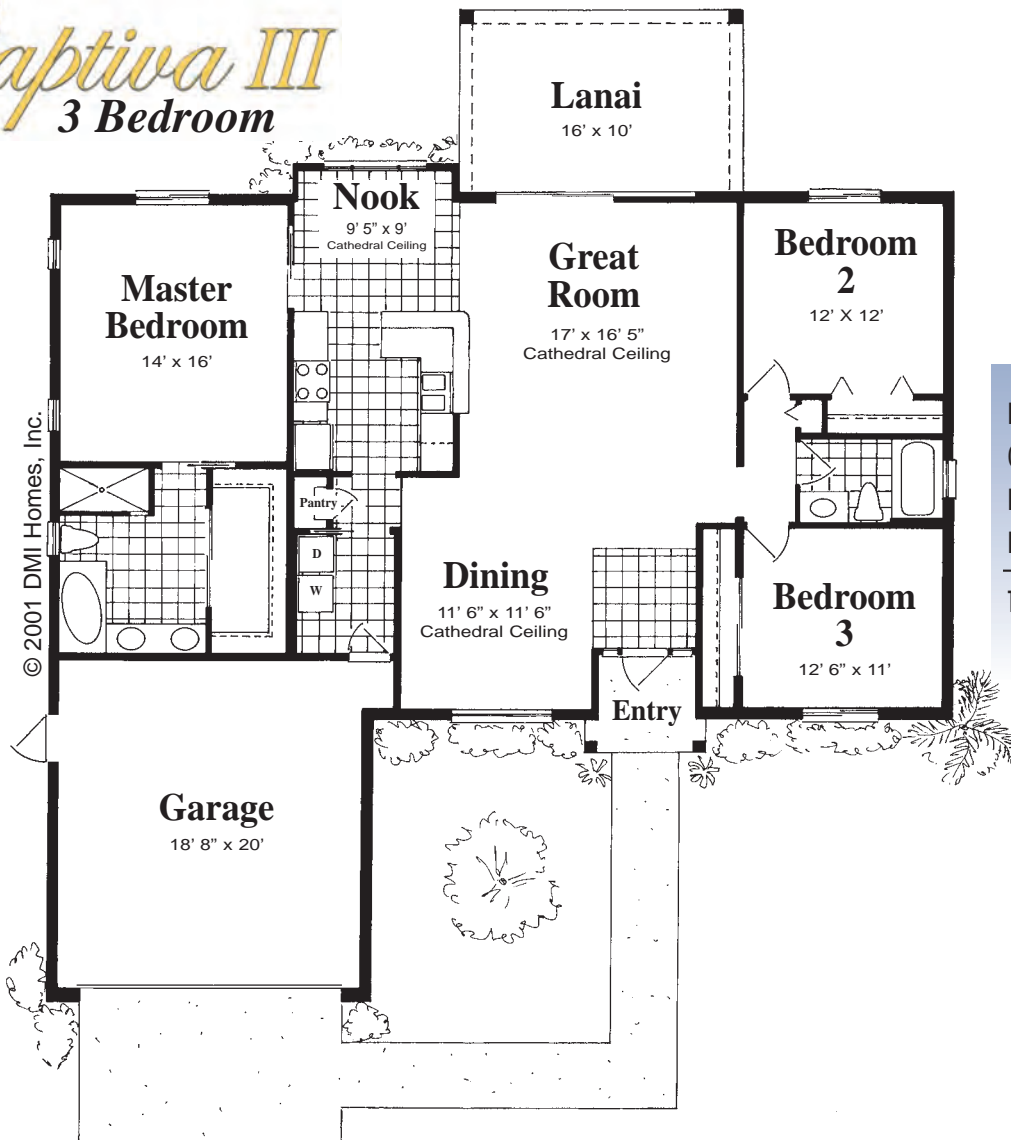 aptiva III
3 Bedroom
Lanai
16' x 10'
Nook
9' 5" x 9'
Cathedral Ceiling
Great
Room
17' x 16' 5"
Cathedral Ceiling
Bedroom
2
12' X 12'
Master
Bedroom
14' x 16'
© 2001 DMI Homes, Inc.
Pantry
D
W
Dining
11' 6" x 11' 6"
Cathedral Ceiling
Bedroom
3
12' 6" x 11'
Entry
Garage
18' 8" x 20'